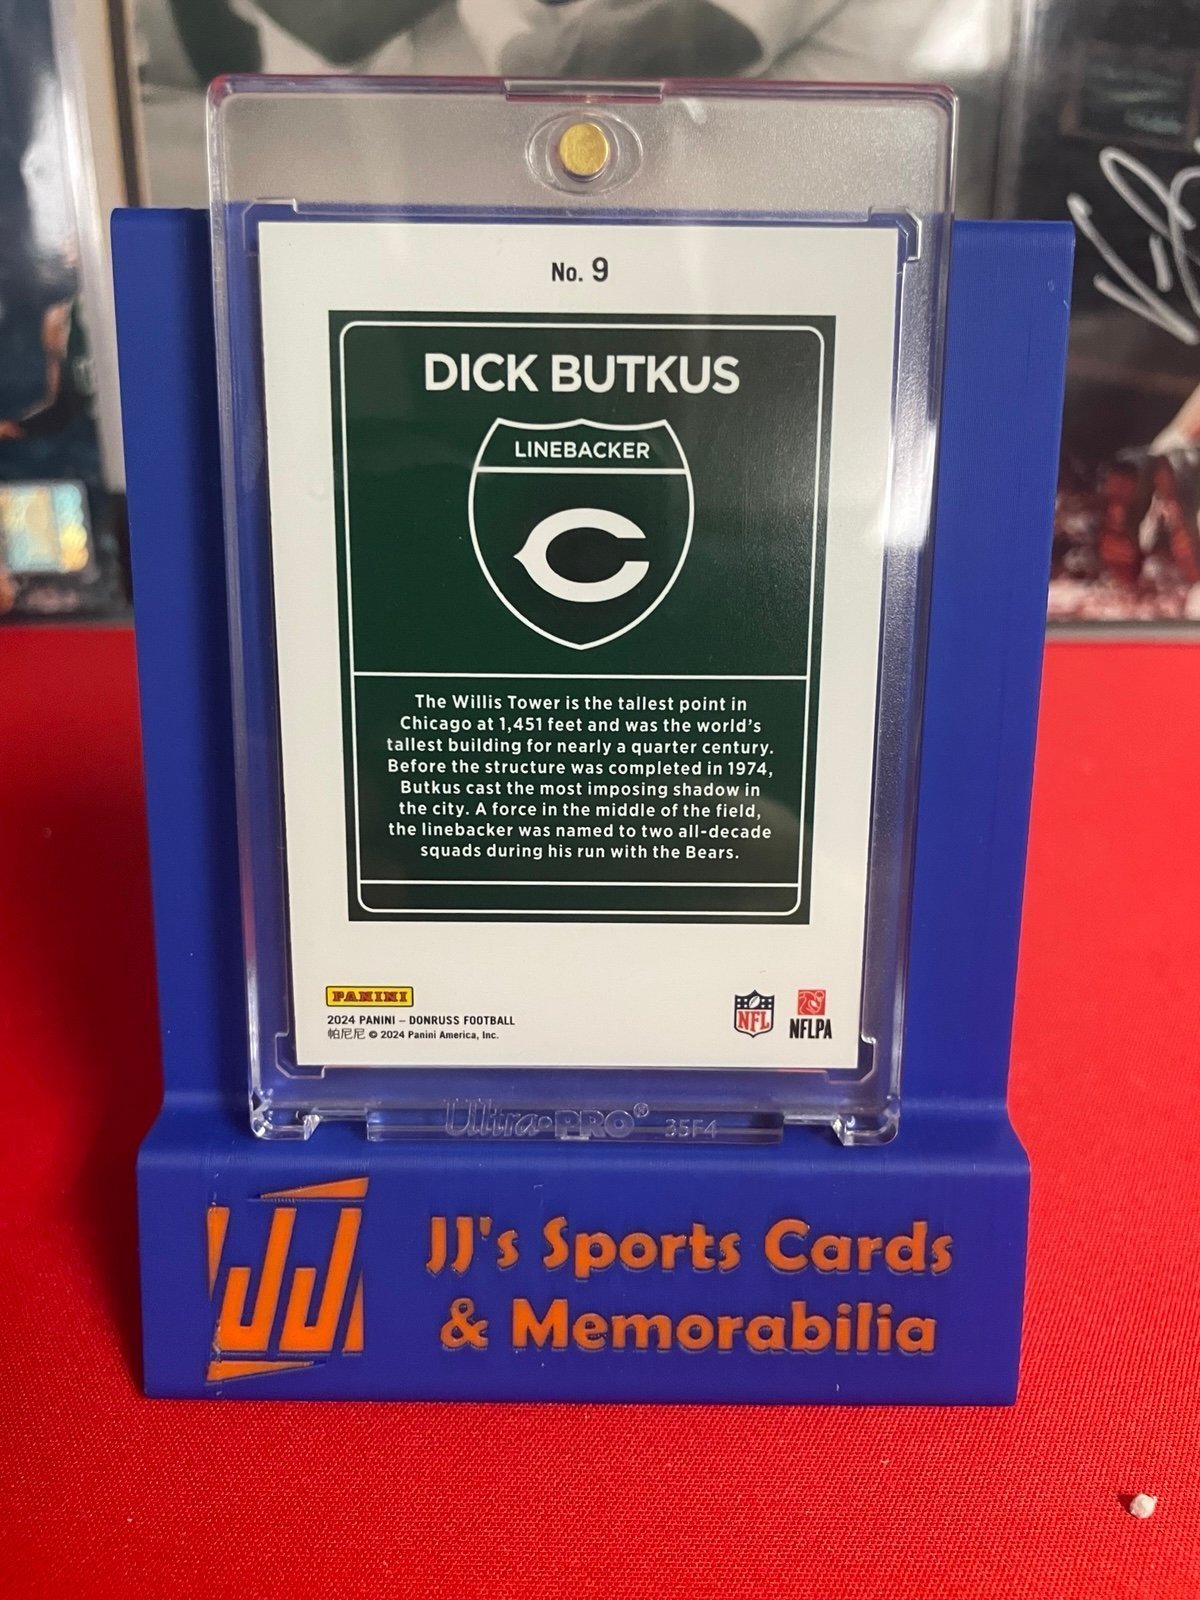 No. 9
DICK BUTKUS
LINEBACKER
C
The Willis Tower is the tallest point in
Chicago at 1,451 feet and was the world's
tallest building for nearly a quarter century.
Before the structure was completed in 1974,
Butkus cast the most imposing shadow in
the city. A force in the middle of the field,
the linebacker was named to two all-decade
squads during his run with the Bears.
PANINI
2024 PANINI – DONRUSS FOOTBALL
帕尼尼 © 2024 Panini America, Inc.
NFL
NFLPA
Ultra•PRO® 35F4
JJ
JJ's Sports Cards
& Memorabilia